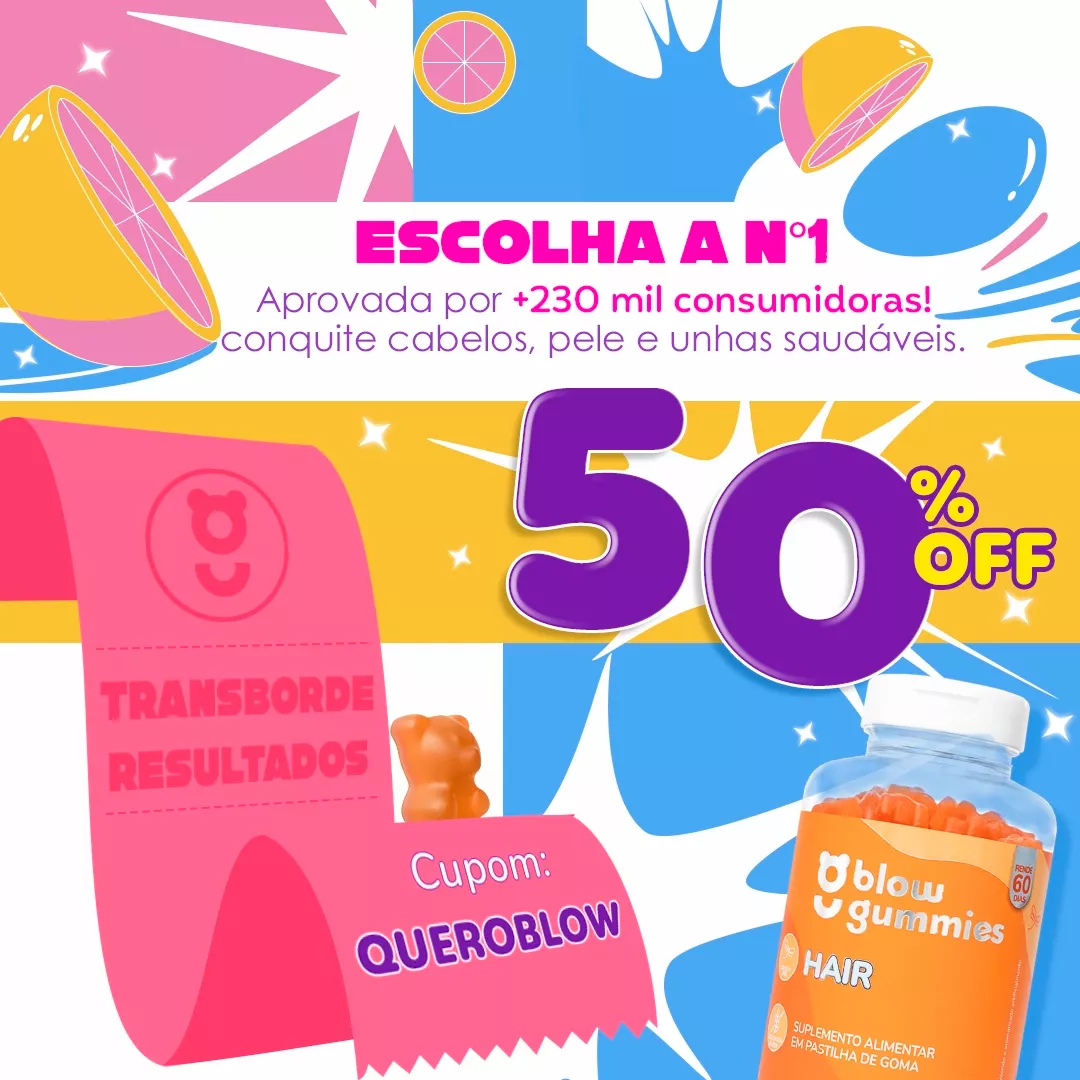 ESCOLHA A Nº1
Aprovada por +230 mil consumidoras!
conquite cabelos, pele e unhas saudáveis.
50% OFF
TRANSBORDE
RESULTADOS
Cupom:
QUEROBLOW
blow
gummies
RENDE
60
DIAS
HAIR
SUPLEMENTO ALIMENTAR
EM PASTILHA DE GOMA